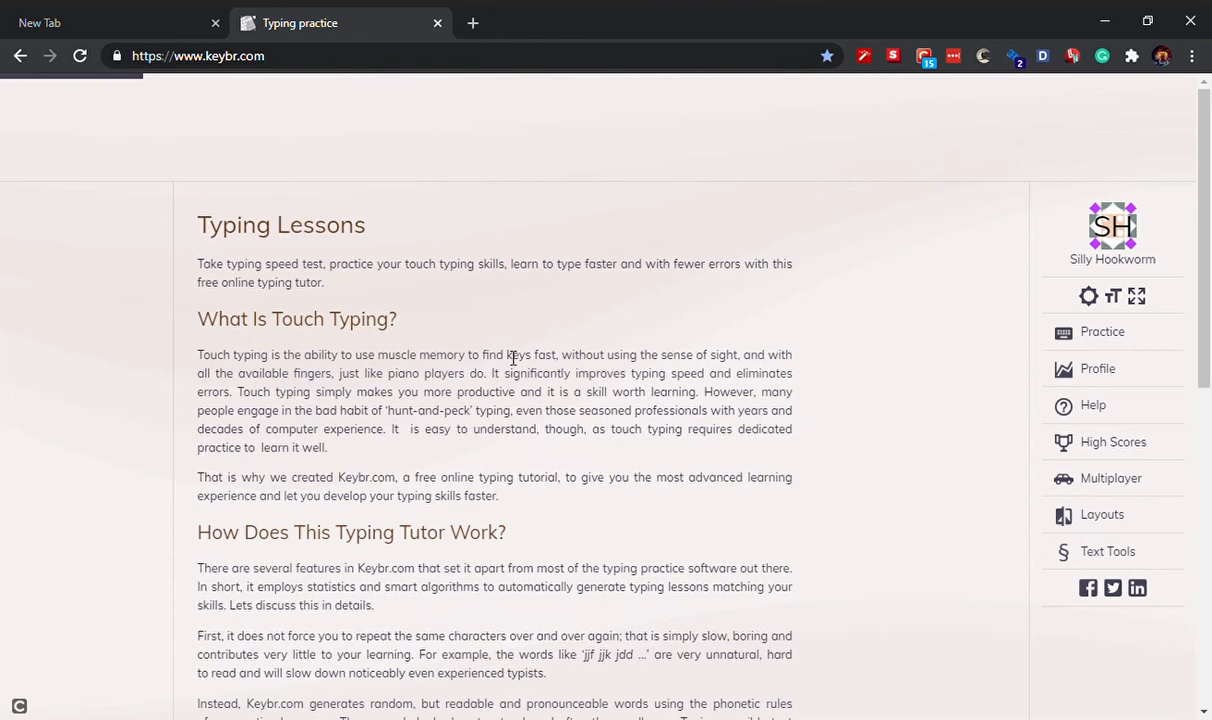 New Tab
Typing practice
https://www.keybr.com
15
2
D
Typing Lessons
Take typing speed test, practice your touch typing skills, learn to type faster and with fewer errors with this
free online typing tutor.
What Is Touch Typing?
Touch typing is the ability to use muscle memory to find keys fast, without using the sense of sight, and with
all the available fingers, just like piano players do. It significantly improves typing speed and eliminates
errors. Touch typing simply makes you more productive and it is a skill worth learning. However, many
people engage in the bad habit of ‘hunt-and-peck’ typing, even those seasoned professionals with years and
decades of computer experience. It is easy to understand, though, as touch typing requires dedicated
practice to learn it well.
That is why we created Keybr.com, a free online typing tutorial, to give you the most advanced learning
experience and let you develop your typing skills faster.
How Does This Typing Tutor Work?
There are several features in Keybr.com that set it apart from most of the typing practice software out there.
In short, it employs statistics and smart algorithms to automatically generate typing lessons matching your
skills. Lets discuss this in details.
First, it does not force you to repeat the same characters over and over again; that is simply slow, boring and
contributes very little to your learning. For example, the words like ‘jjf jjk jdd ...’ are very unnatural, hard
to read and will slow down noticeably even experienced typists.
Instead, Keybr.com generates random, but readable and pronounceable words using the phonetic rules
SH
Silly Hookworm
Practice
Profile
Help
High Scores
Multiplayer
Layouts
Text Tools